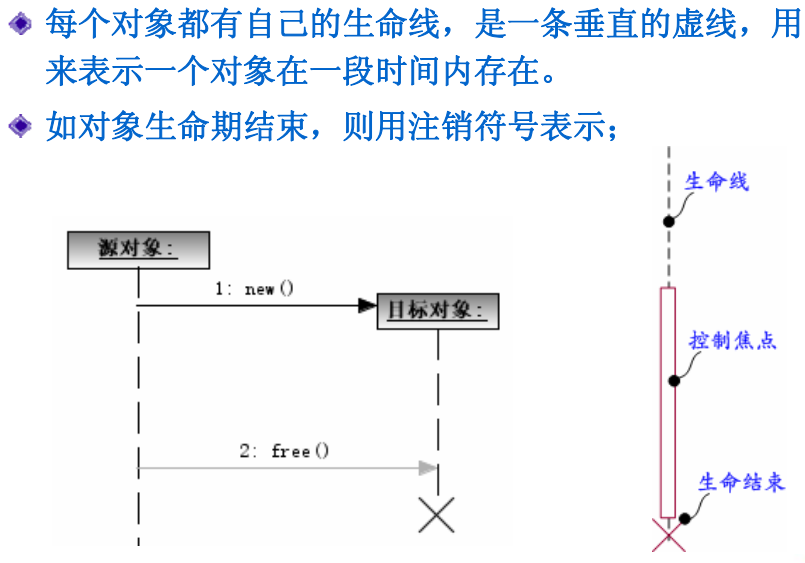 每个对象都有自己的生命线，是一条垂直的虚线，用
来表示一个对象在一段时间内存在。
如对象生命期结束，则用注销符号表示；
生命线
源对象：
1: new()
目标对象：
控制焦点
2: free()
生命结束